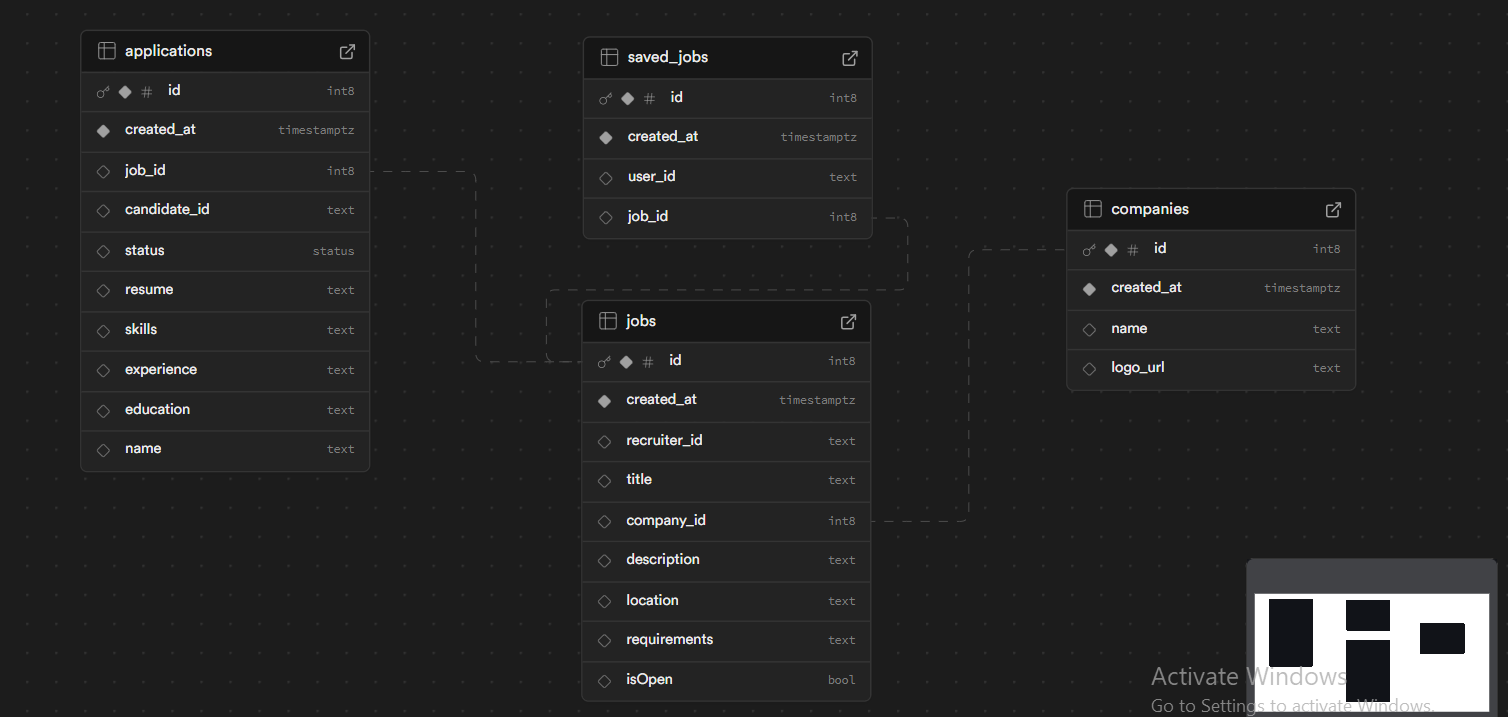 applications
id int8
created_at timestamptz
job_id int8
candidate_id text
status status
resume text
skills text
experience text
education text
name text
saved_jobs
id int8
created_at timestamptz
user_id text
job_id int8
jobs
id int8
created_at timestamptz
recruiter_id text
title text
company_id int8
description text
location text
requirements text
isOpen bool
companies
id int8
created_at timestamptz
name text
logo_url text
Activate Windows
Go to Settings to activate Windows.